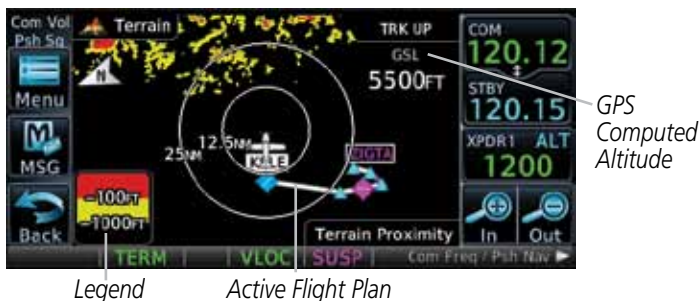 Com Vol
Psh Sq
Terrain
TRK UP
GSL
5500FT
COM
120.12
STBY
120.15
XPDR1 ALT
1200
Menu
N
MSG
Back
12.5NM
25NM
-100FT
-1000FT
Terrain Proximity
In
Out
TERM
VLOC
SUSP
Com Freq / Psh Nav
GPS
Computed
Altitude
Legend
Active Flight Plan